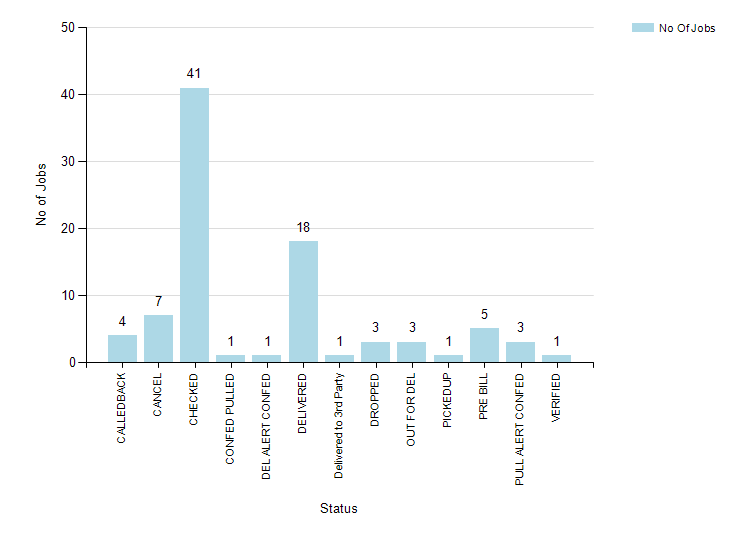 50
No Of Jobs
41
40
No of Jobs
30
20
18
10
7
5
4
3
3
3
1
1
1
1
1
0
CALLEDBACK
CANCEL
CHECKED
CONFED PULLED
DEL ALERT CONFED
DELIVERED
Delivered to 3rd Party
DROPPED
OUT FOR DEL
PICKEDUP
PRE BILL
PULL ALERT CONFED
VERIFIED
Status